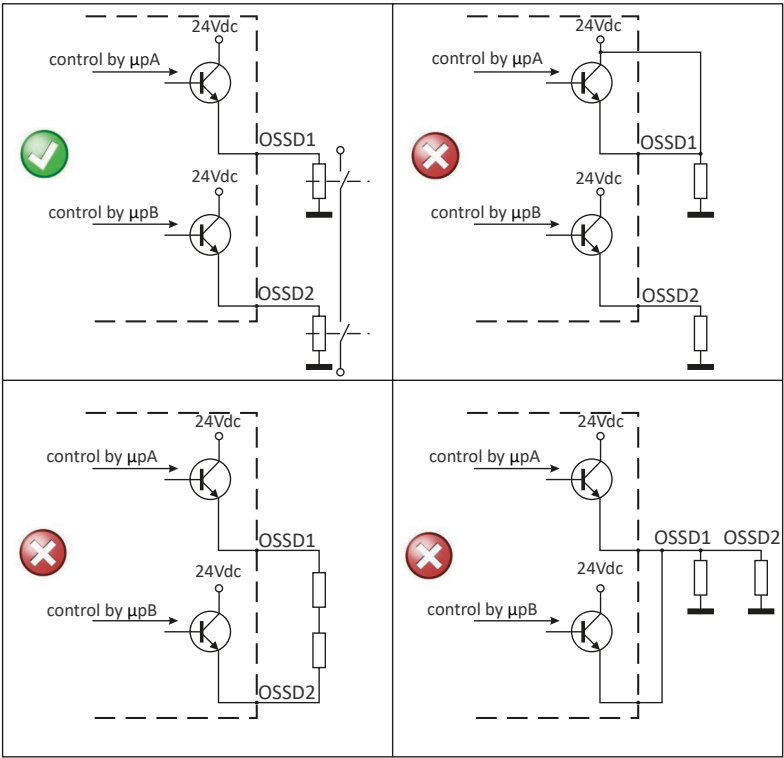 24Vdc
control by µpA
OSSD1
24Vdc
control by µpB
OSSD2
24Vdc
control by µpA
OSSD1
24Vdc
control by µpB
OSSD2
24Vdc
control by µpA
OSSD1
24Vdc
control by µpB
OSSD2
24Vdc
control by µpA
OSSD1 OSSD2
24Vdc
control by µpB